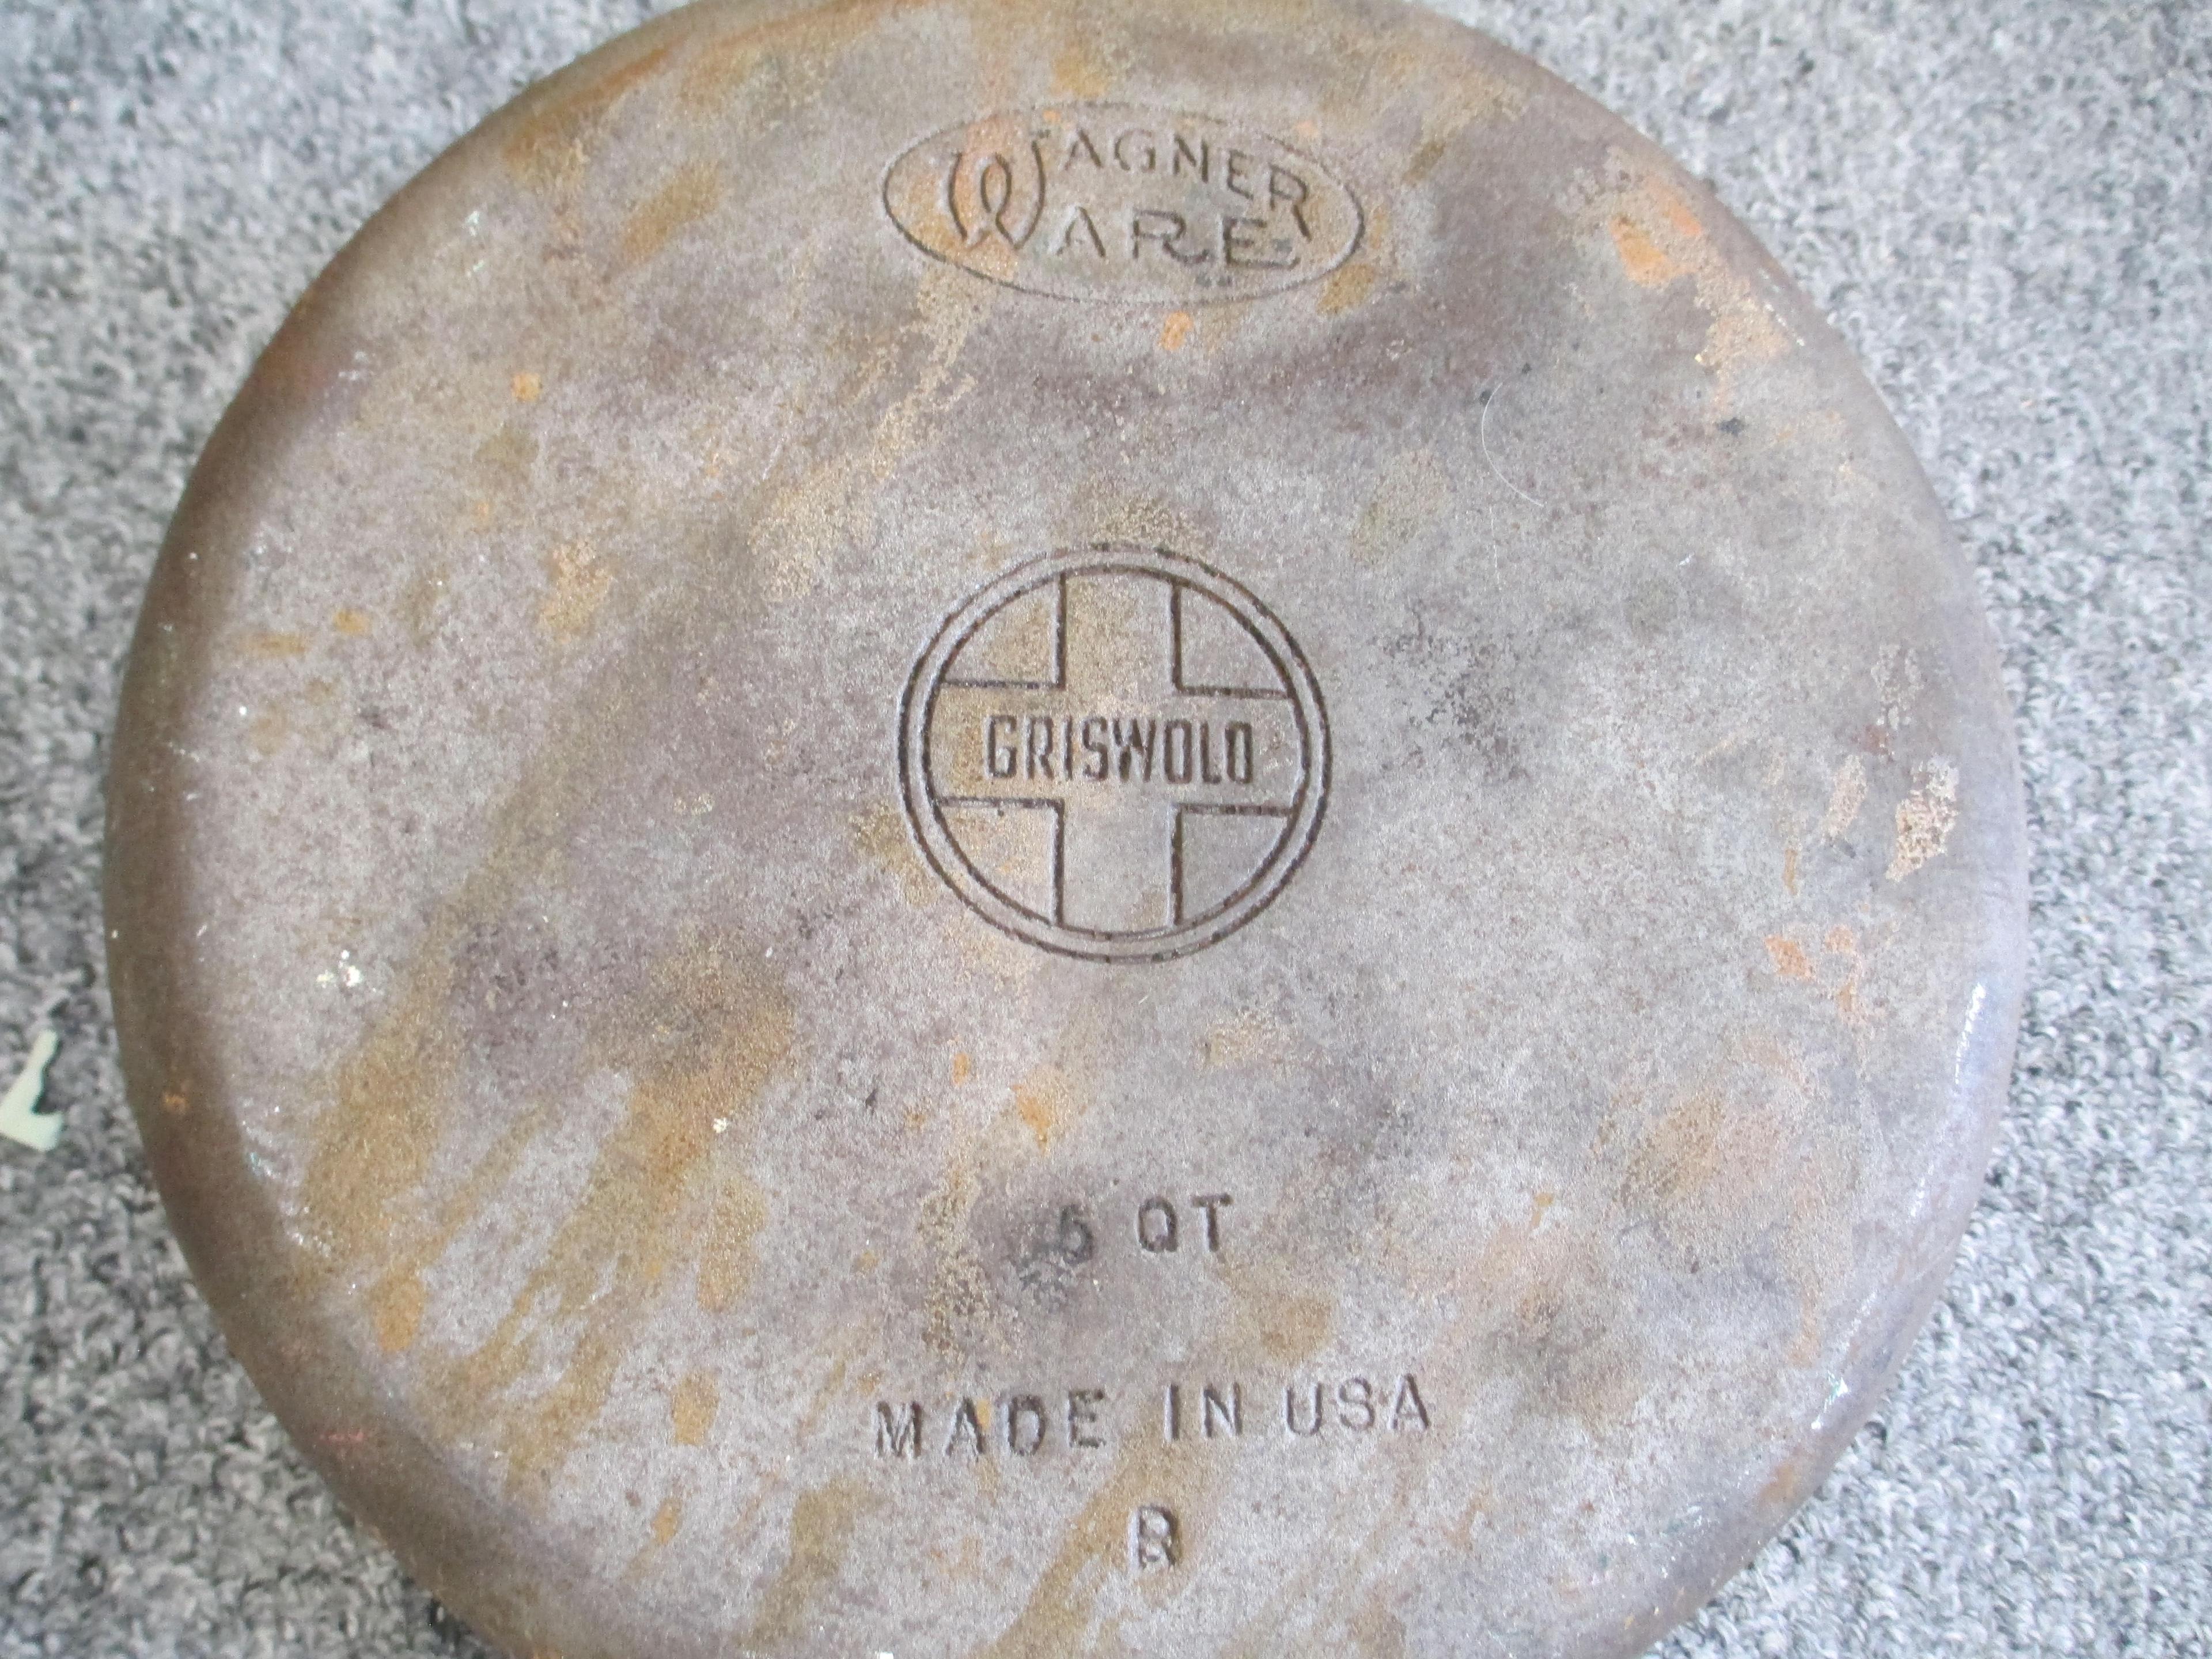 WAGNER
WARE
GRISWOLD
5 QT
MADE IN USA
R